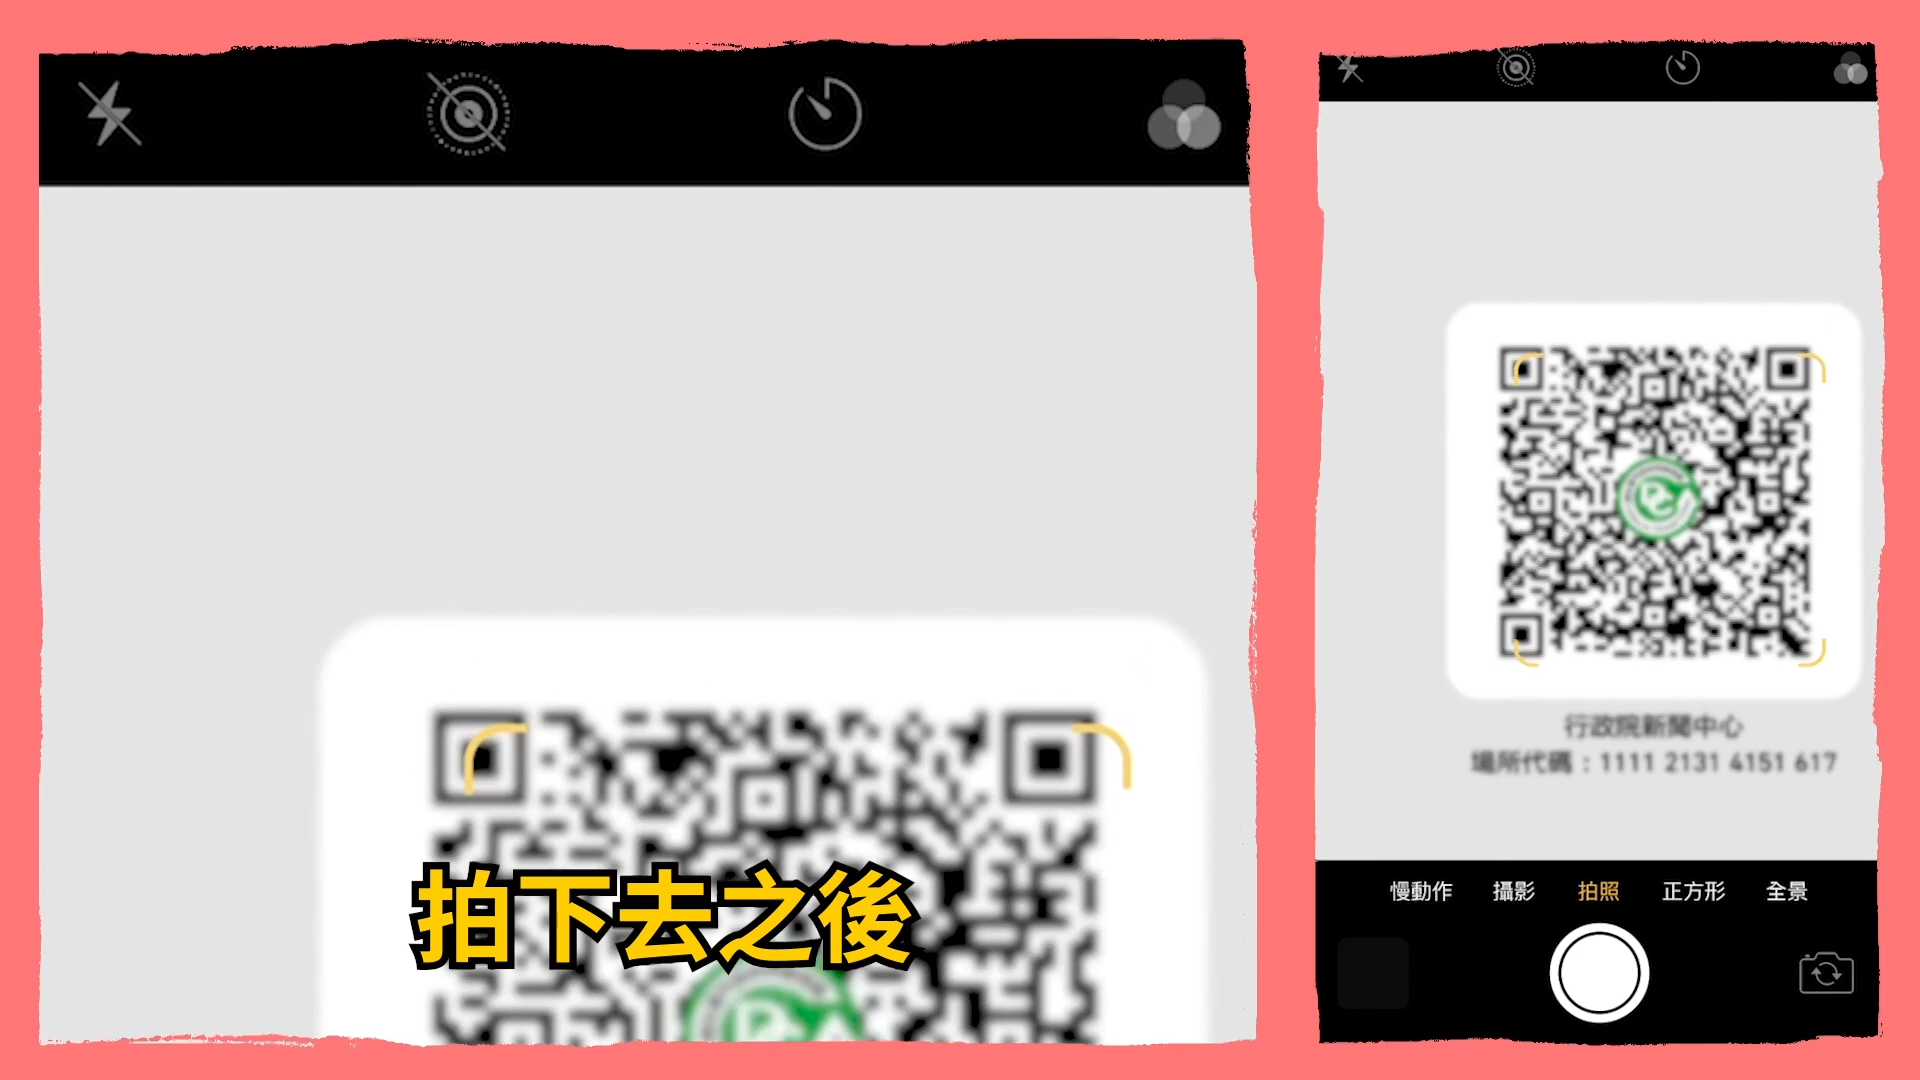 拍下去之後
行政院新聞中心
場所代碼：1111 2131 4151 617
慢動作 攝影 拍照 正方形 全景